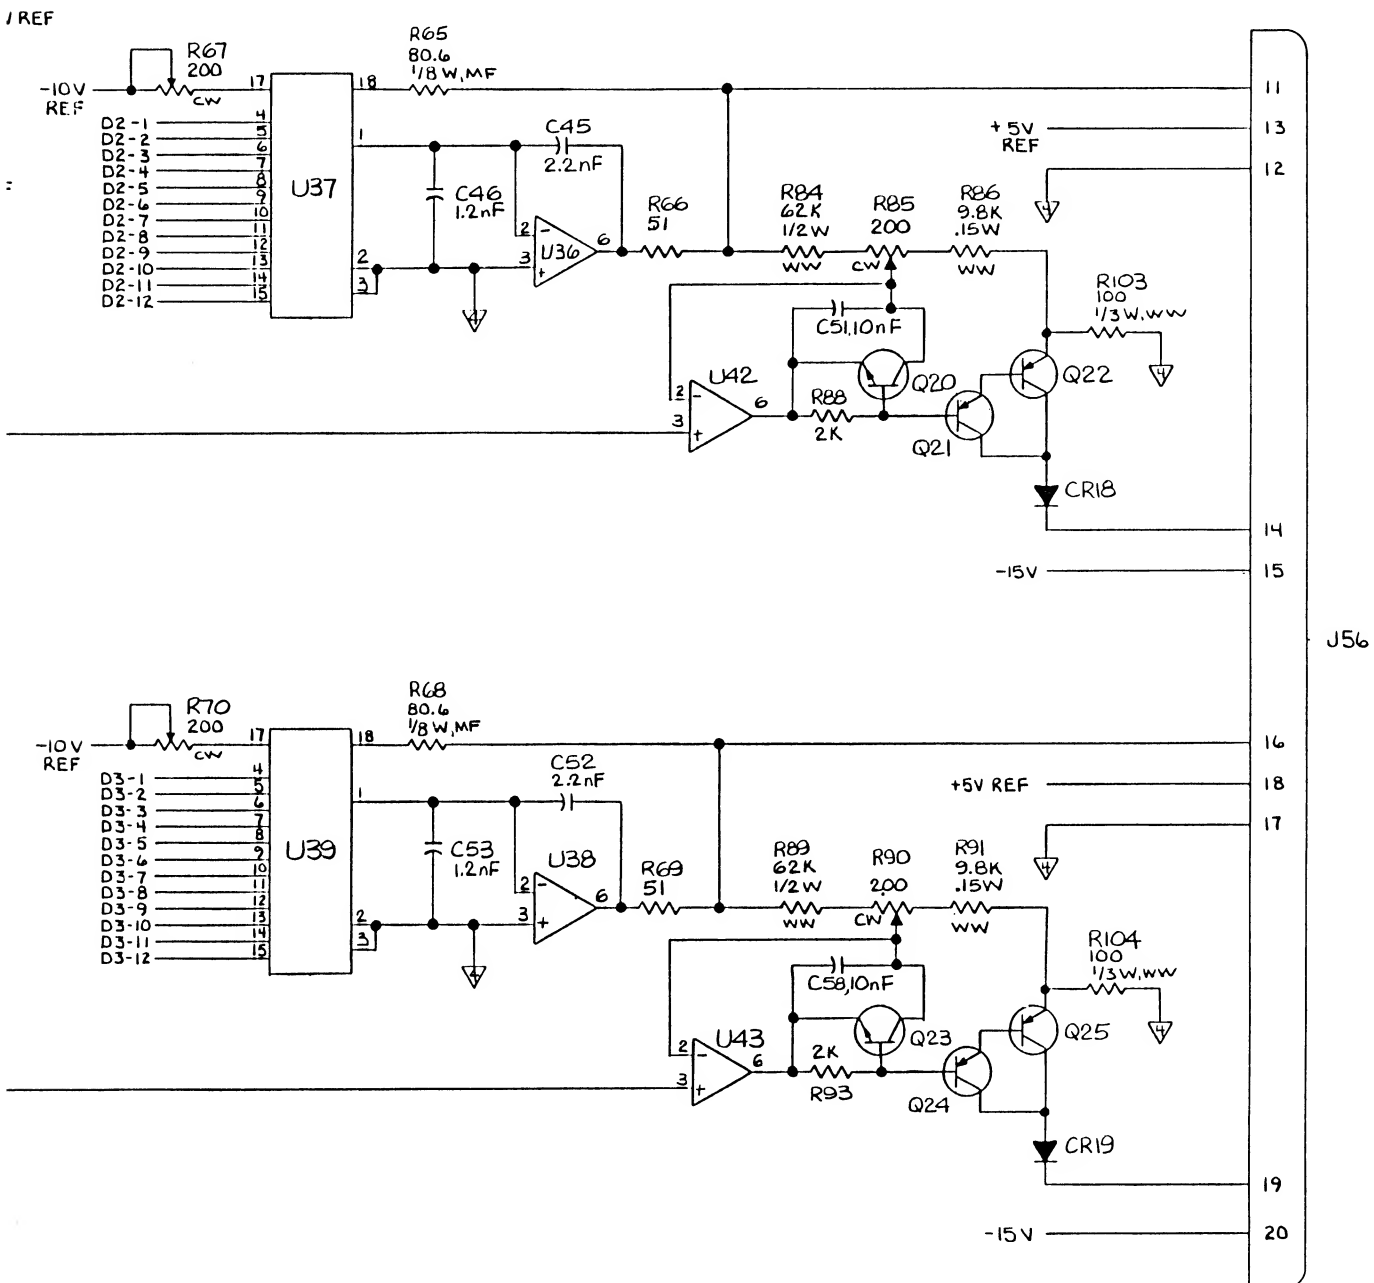 / REF
R67
200
CW
-10V
REF
17
18
R65
80.6
1/8 W, MF
D2-1
D2-2
D2-3
D2-4
D2-5
D2-6
D2-7
D2-8
D2-9
D2-10
D2-11
D2-12
4
5
6
7
8
9
10
11
12
13
14
15
U37
1
2
3
C45
2.2nF
C46
1.2nF
2
-
U36
3
+
6
4
R66
51
R84
62K
1/2W
WW
R85
200
CW
R86
9.8K
.15W
WW
R103
100
1/3 W, WW
4
C51,10nF
U42
2
-
3
+
6
R88
2K
Q20
Q21
Q22
CR18
11
+5V
REF
13
12
4
14
-15V
15
J56
R70
200
CW
-10V
REF
17
18
R68
80.6
1/8 W, MF
D3-1
D3-2
D3-3
D3-4
D3-5
D3-6
D3-7
D3-8
D3-9
D3-10
D3-11
D3-12
4
5
6
7
8
9
10
11
12
13
14
15
U39
1
2
3
C52
2.2nF
C53
1.2nF
U38
2
-
3
+
6
4
R69
51
R89
62K
1/2W
WW
R90
200
CW
R91
9.8K
.15W
WW
R104
100
1/3 W, WW
4
C58,10nF
U43
2
-
3
+
6
2K
R93
Q23
Q24
Q25
CR19
16
+5V REF
18
17
4
19
-15V
20